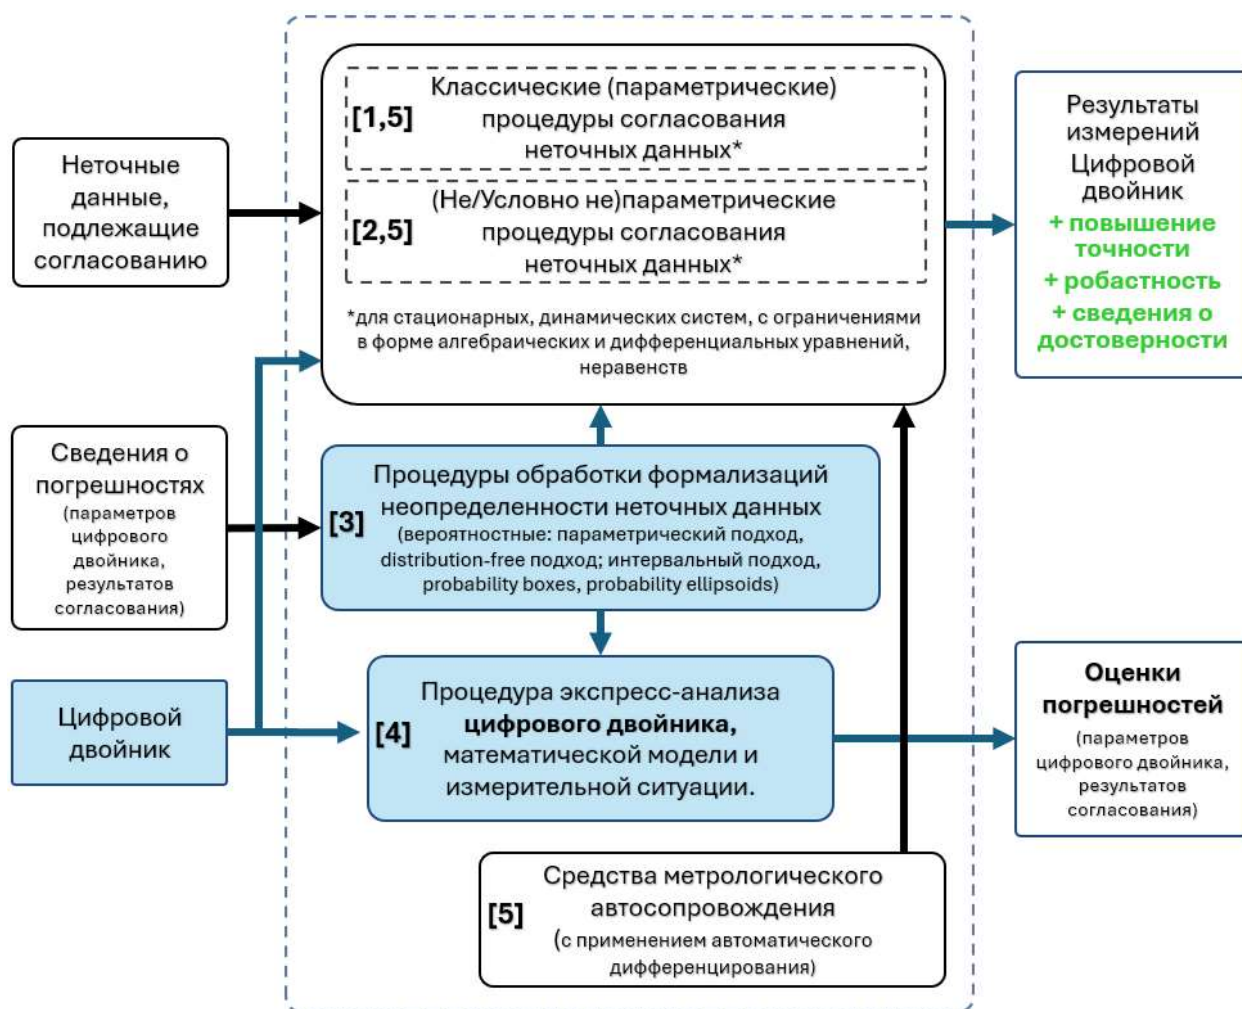 Неточные
данные,
подлежащие
согласованию
Сведения о
погрешностях
(параметров
цифрового
двойника,
результатов
согласования)
Цифровой
двойник
Классические (параметрические)
[1,5]
процедуры согласования
неточных данных*
(Не/Условно не)параметрические
[2,5]
процедуры согласования
неточных данных*
*для стационарных, динамических систем, с ограничениями
в форме алгебраических и дифференциальных уравнений,
неравенств
Процедуры обработки формализаций
неопределенности неточных данных
[3]
(вероятностные: параметрический подход,
distribution-free подход; интервальный подход,
probability boxes, probability ellipsoids)
Процедура экспресс-анализа
[4]
цифрового двойника,
математической модели и
измерительной ситуации.
Средства метрологического
автосопровождения
[5]
(с применением автоматического
дифференцирования)
Результаты
измерений
Цифровой
двойник
+ повышение
точности
+ робастность
+ сведения о
достоверности
Оценки
погрешностей
(параметров
цифрового двойника,
результатов
согласования)